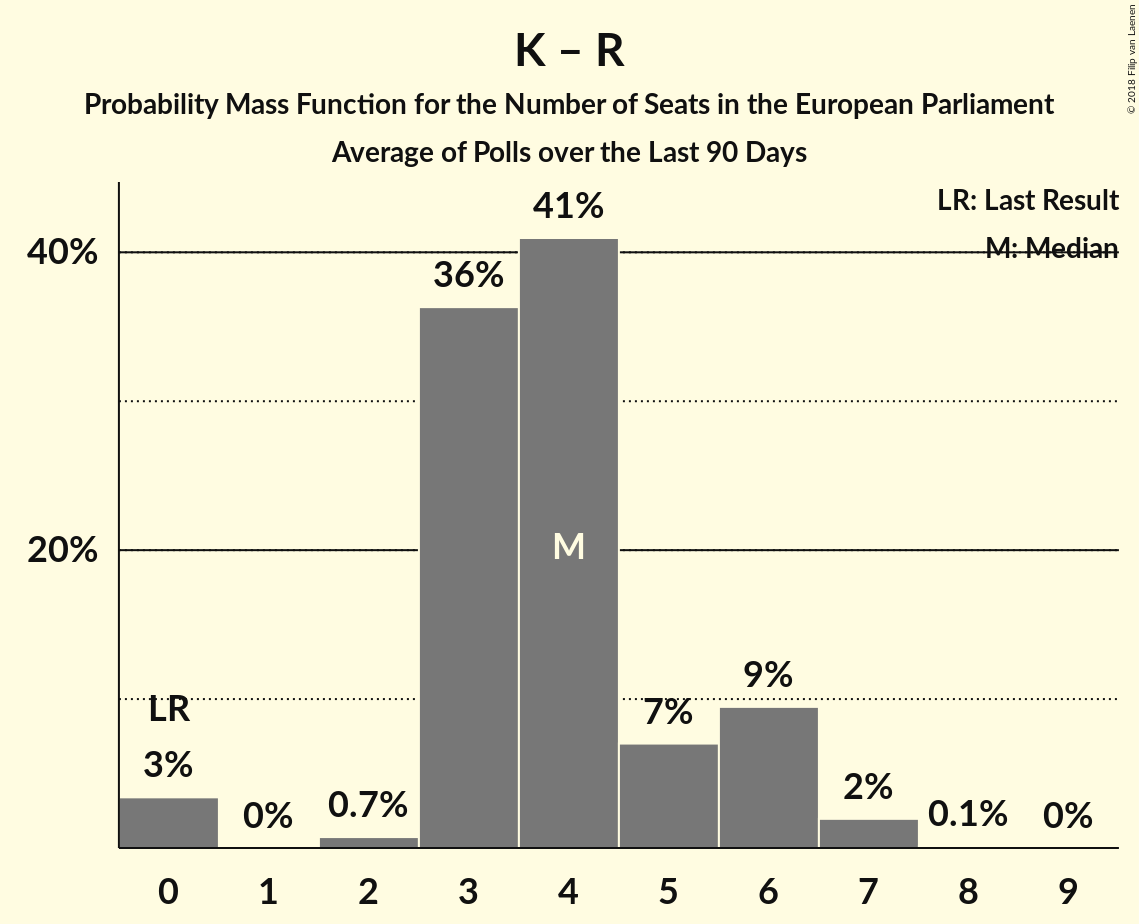 K – R
Probability Mass Function for the Number of Seats in the European Parliament
Average of Polls over the Last 90 Days
© 2018 Filip van Laenen
LR: Last Result
M: Median
40%
20%
41%
36%
M
LR
3%
0%
0.7%
7%
9%
2%
0.1%
0%
0 1 2 3 4 5 6 7 8 9